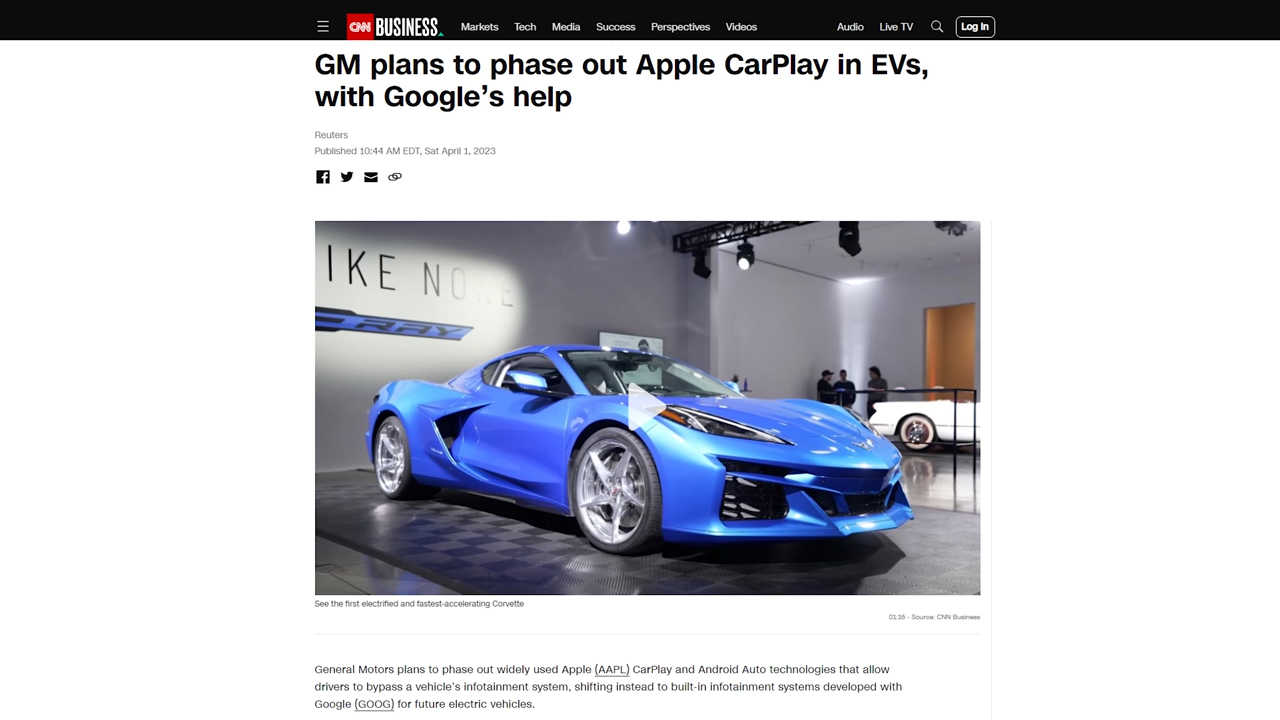 CNN BUSINESS
Markets Tech Media Success Perspectives Videos
Audio Live TV Log In
GM plans to phase out Apple CarPlay in EVs,
with Google’s help
Reuters
Published 10:44 AM EDT, Sat April 1, 2023
IKE NO
RAY
See the first electrified and fastest-accelerating Corvette
01:16 - Source: CNN Business
General Motors plans to phase out widely used Apple (AAPL) CarPlay and Android Auto technologies that allow
drivers to bypass a vehicle’s infotainment system, shifting instead to built-in infotainment systems developed with
Google (GOOG) for future electric vehicles.